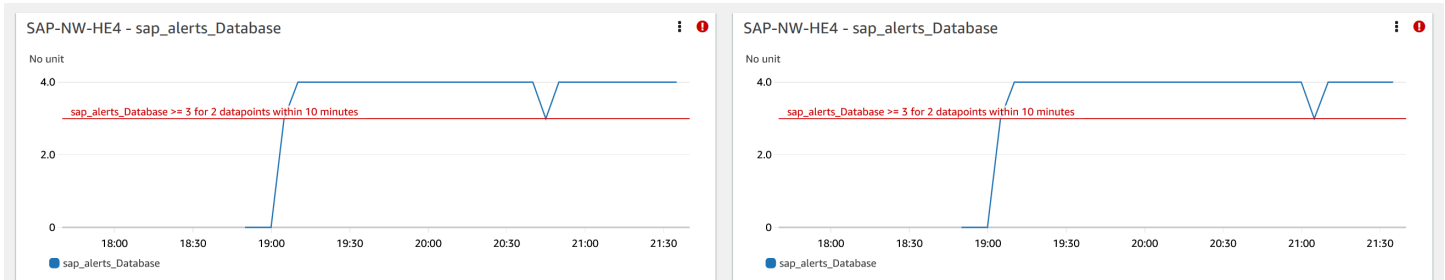 SAP-NW-HE4 - sap_alerts_Database
No unit
4.0
sap_alerts_Database >= 3 for 2 datapoints within 10 minutes
2.0
0
18:00 18:30 19:00 19:30 20:00 20:30 21:00 21:30
sap_alerts_Database
SAP-NW-HE4 - sap_alerts_Database
No unit
4.0
sap_alerts_Database >= 3 for 2 datapoints within 10 minutes
2.0
0
18:00 18:30 19:00 19:30 20:00 20:30 21:00 21:30
sap_alerts_Database